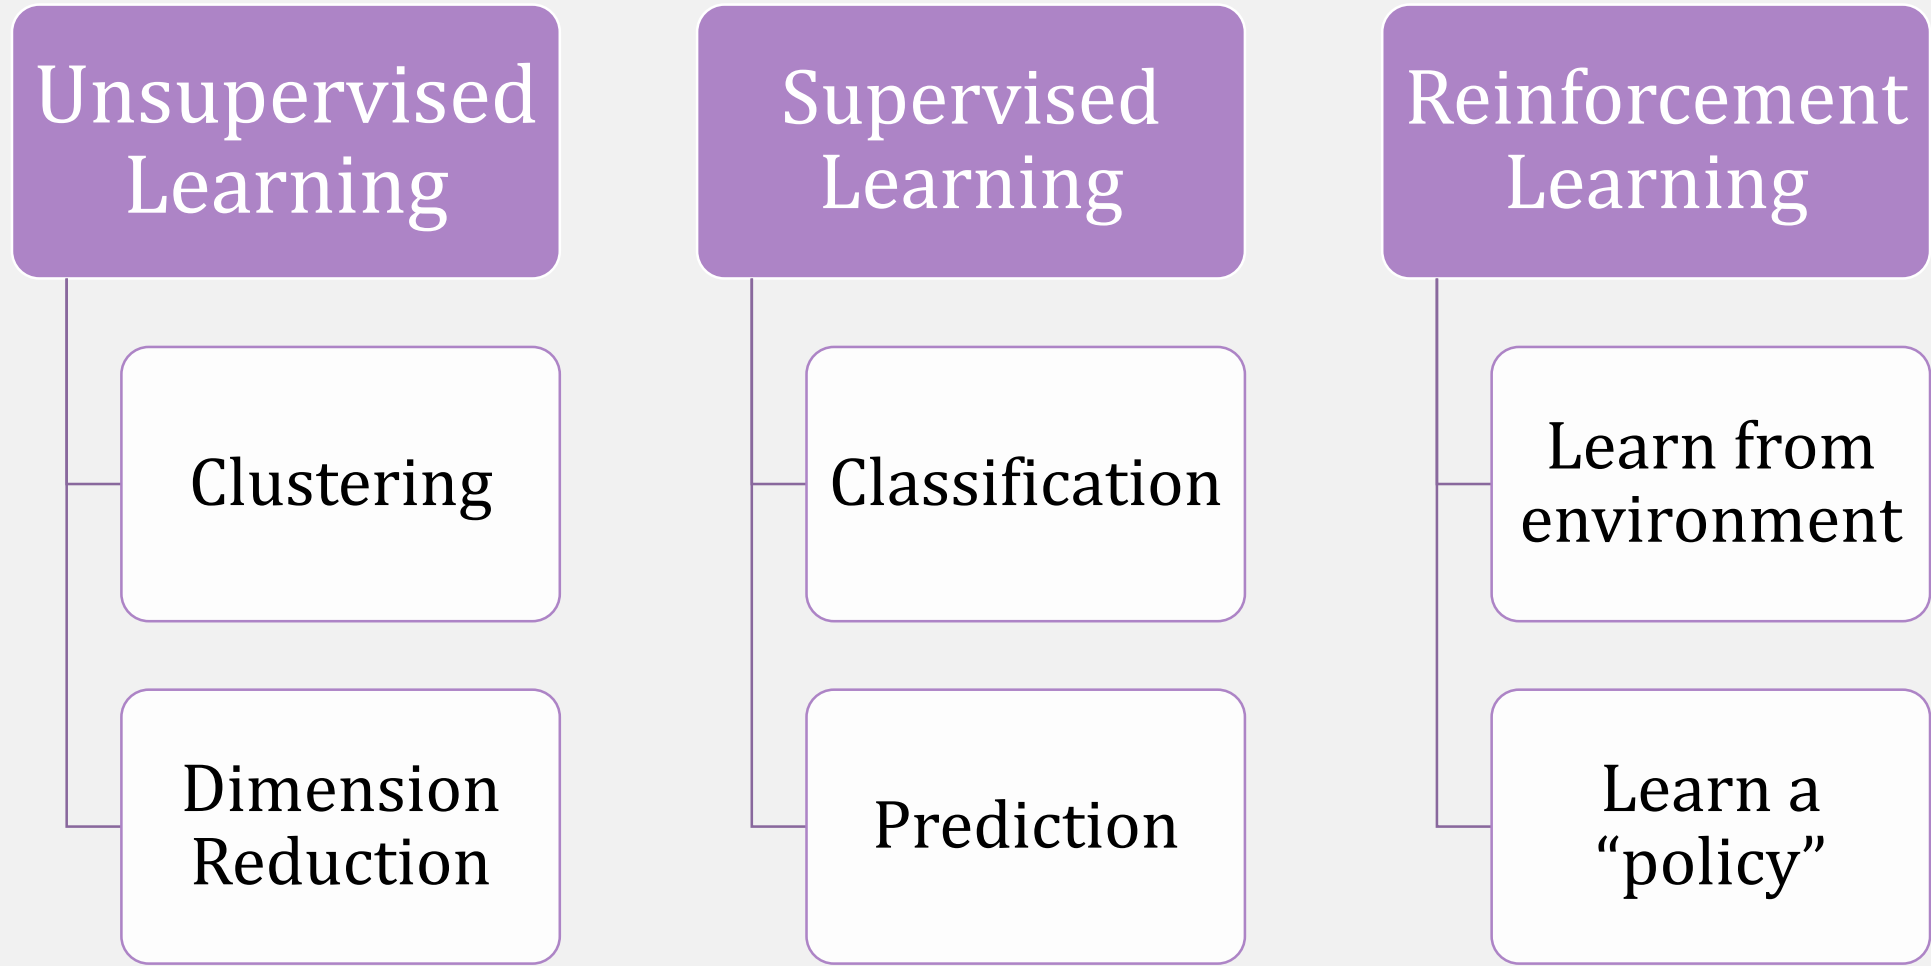 Unsupervised
Learning
Clustering
Dimension
Reduction
Supervised
Learning
Classification
Prediction
Reinforcement
Learning
Learn from
environment
Learn a
“policy”